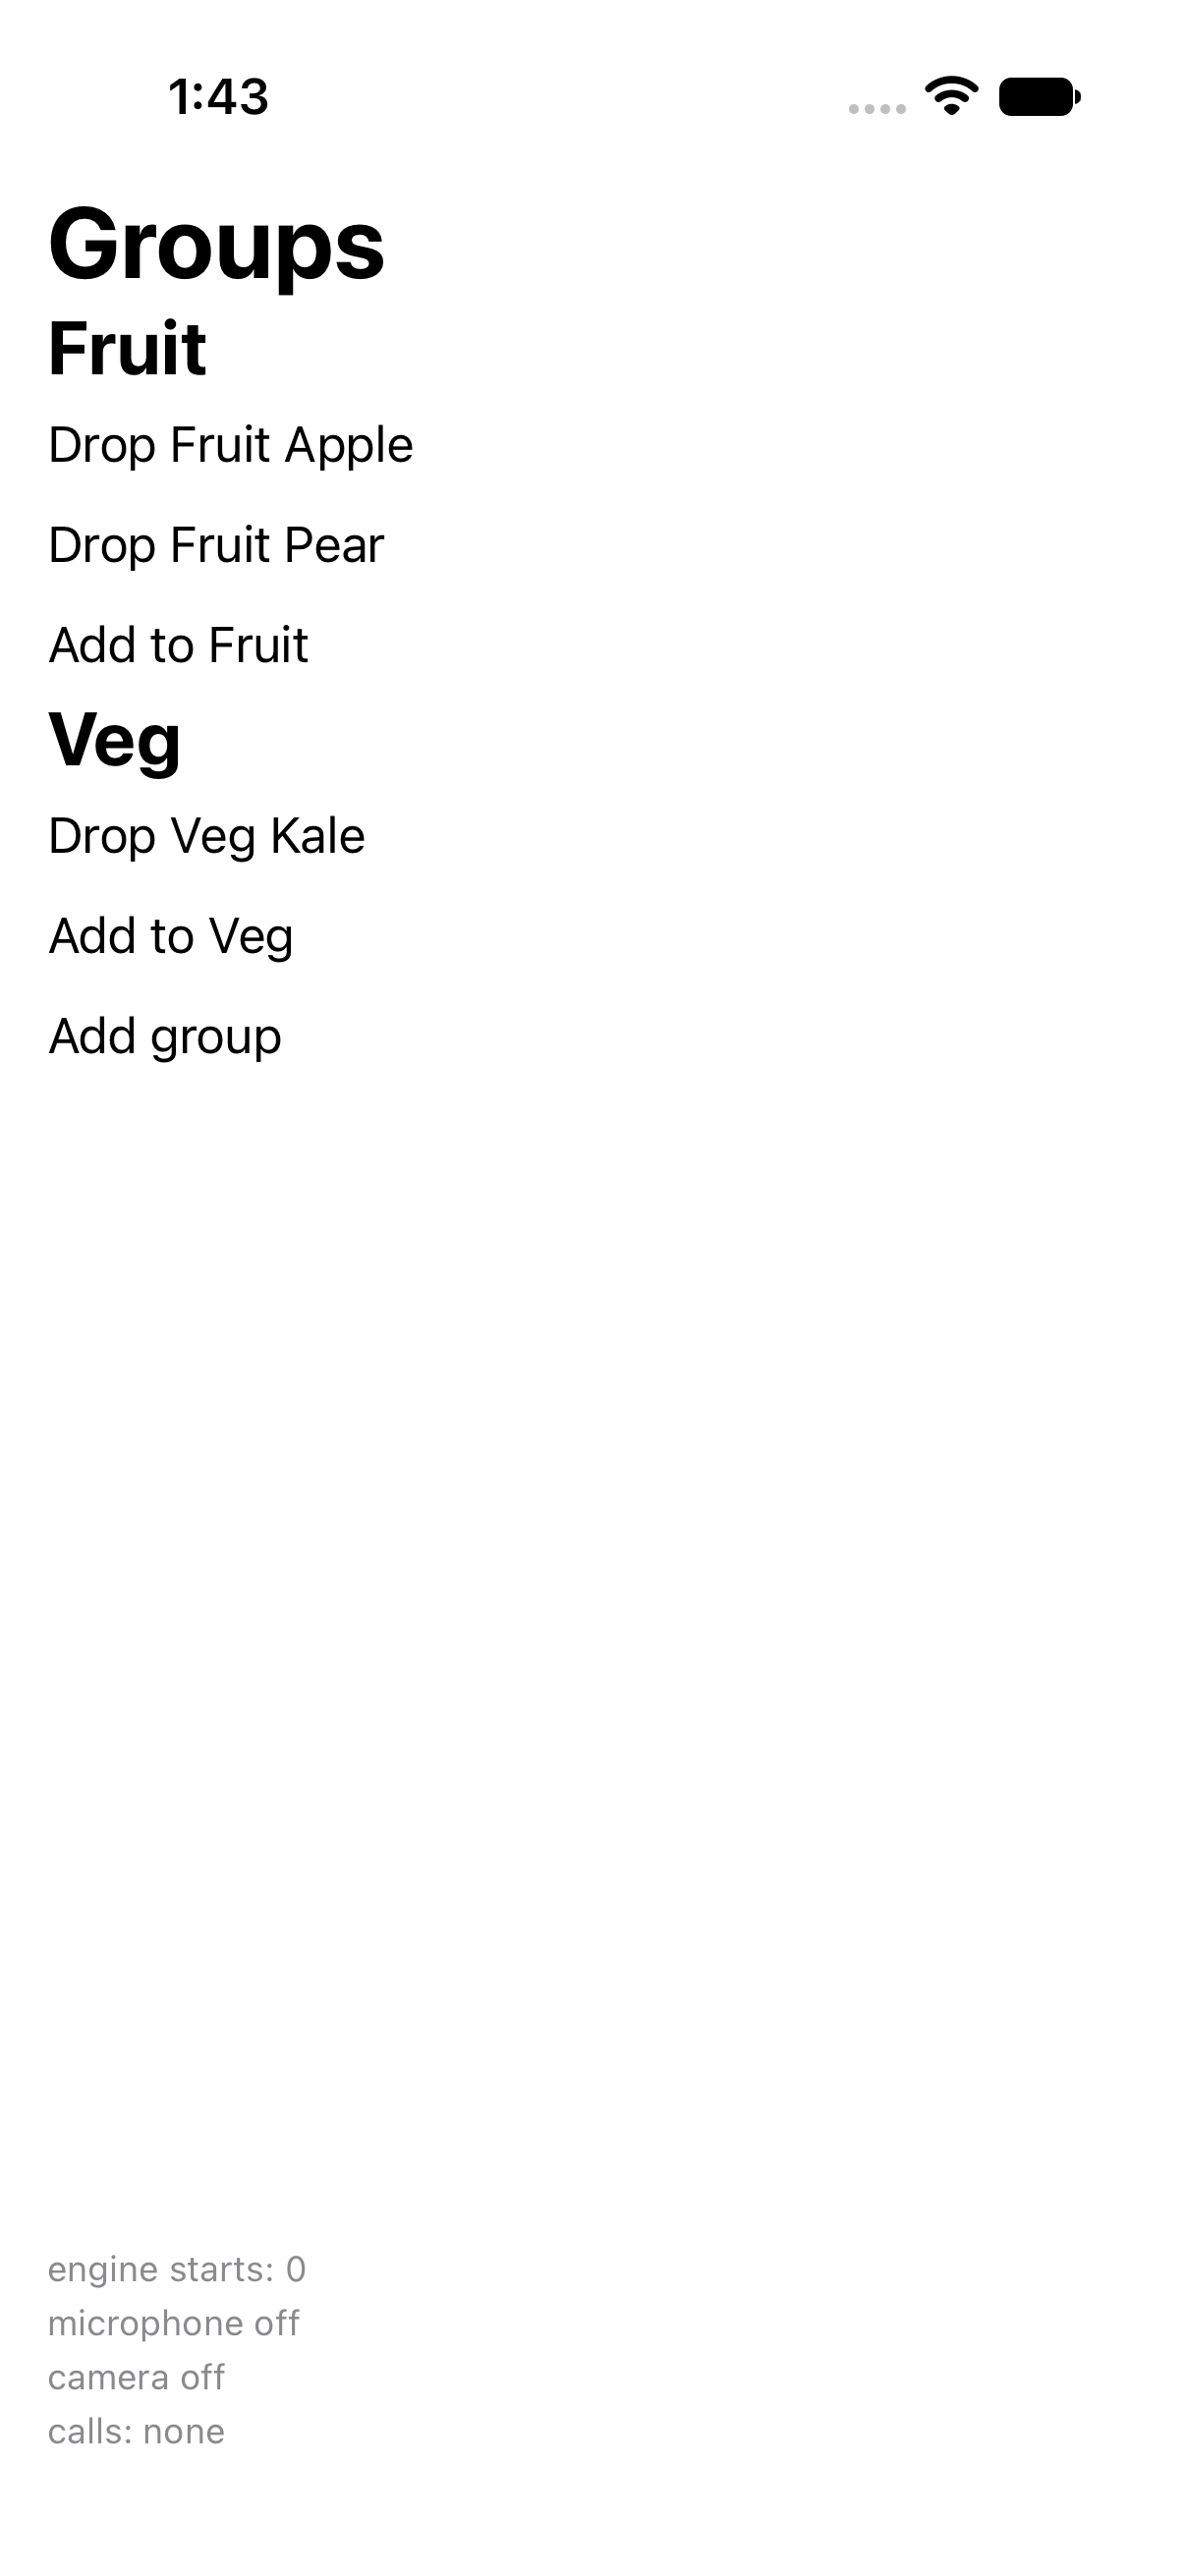 1:43
Groups
Fruit
Drop Fruit Apple
Drop Fruit Pear
Add to Fruit
Veg
Drop Veg Kale
Add to Veg
Add group
engine starts: 0
microphone off
camera off
calls: none